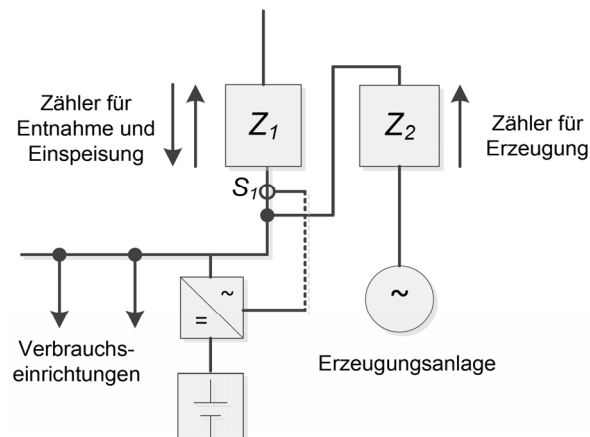 Zähler für
Entnahme und
Einspeisung
Z1
Z2
Zähler für
Erzeugung
S1
~
=
~
Verbrauchs-
einrichtungen
Erzeugungsanlage